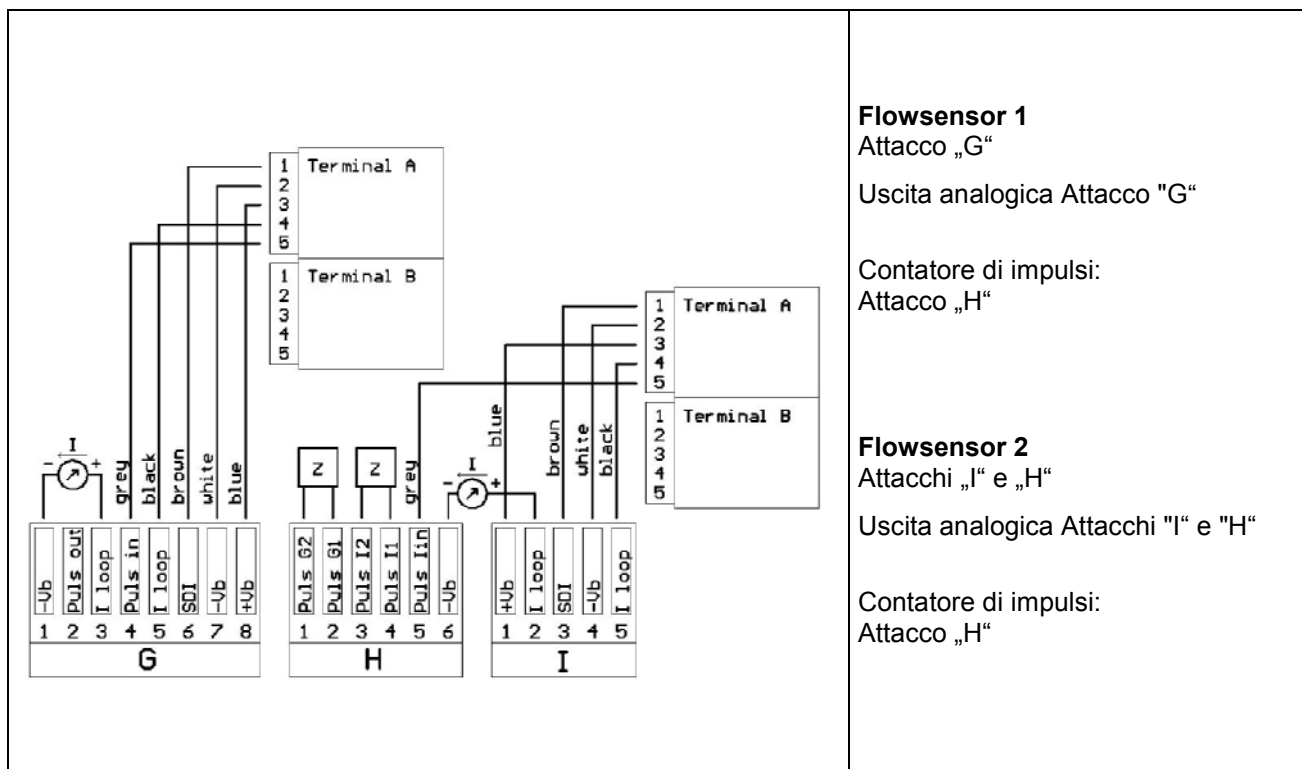 1 Terminal A
2
3
4
5
1 Terminal B
2
3
4
5
1 Terminal A
2
3
4
5
1 Terminal B
2
3
4
5
I
- +
grey
black
brown
white
blue
Z
Z
grey
I
- +
blue
brown
white
black
-Vb
Puls out
I loop
Puls in
I loop
SDI
-Vb
+Vb
1 2 3 4 5 6 7 8
G
Puls G2
Puls G1
Puls I2
Puls I1
Puls Iin
-Vb
1 2 3 4 5 6
H
+Vb
I loop
SDI
-Vb
I loop
1 2 3 4 5
I
Flowsensor 1
Attacco „G“
Uscita analogica Attacco "G“
Contatore di impulsi:
Attacco „H“
Flowsensor 2
Attacchi „I“ e „H“
Uscita analogica Attacchi "I“ e "H“
Contatore di impulsi:
Attacco „H“